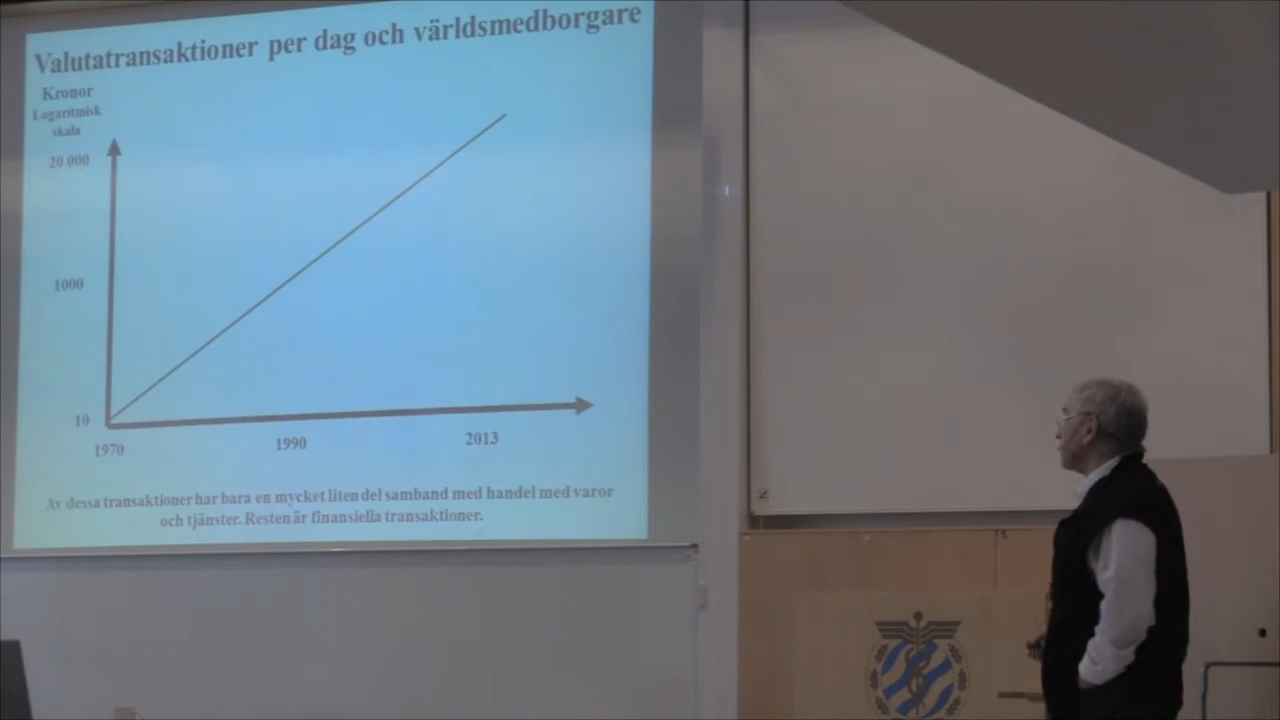 Valutatransaktioner per dag och världsmedborgare
Kronor
Logaritmisk
skala
20 000
1000
10
1970 1990 2013
Av dessa transaktioner har bara en mycket liten del samband med handel med varor
och tjänster. Resten är finansiella transaktioner.